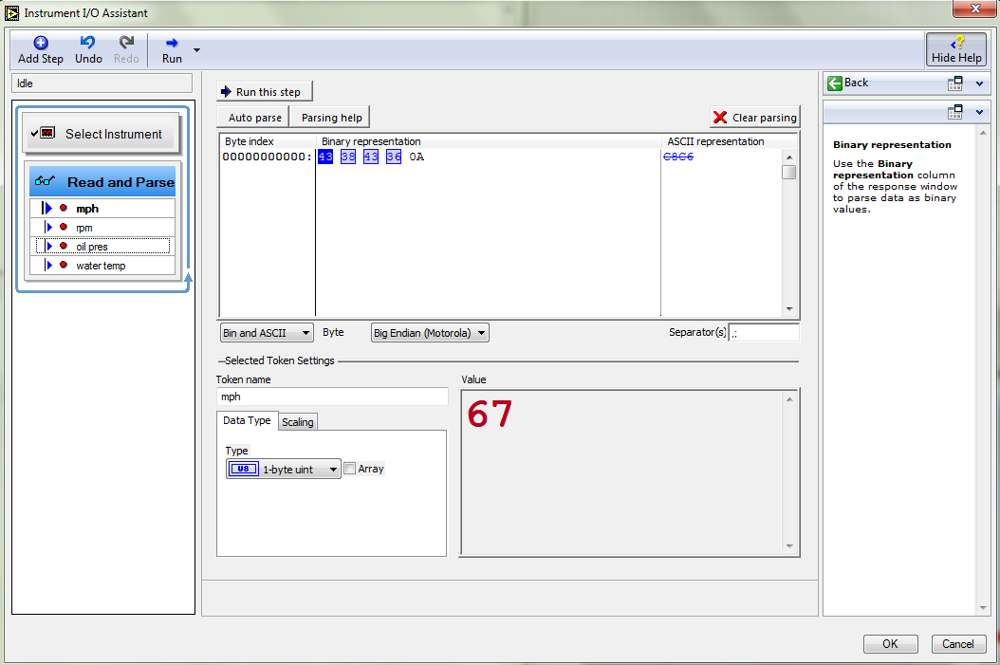 Instrument I/O Assistant
Add Step Undo Redo Run Hide Help
Idle
Select Instrument
Read and Parse
mph
rpm
oil pres
water temp
Run this step
Auto parse Parsing help Clear parsing
Byte index Binary representation ASCII representation
00000000000: 43 38 43 36 0A C8C6
Bin and ASCII Byte Big Endian (Motorola) Separator(s) ,;
Selected Token Settings
Token name
mph
Data Type Scaling
Type
U8 1-byte uint Array
Value
67
Back
Binary representation
Use the Binary
representation column
of the response window
to parse data as binary
values.
OK Cancel